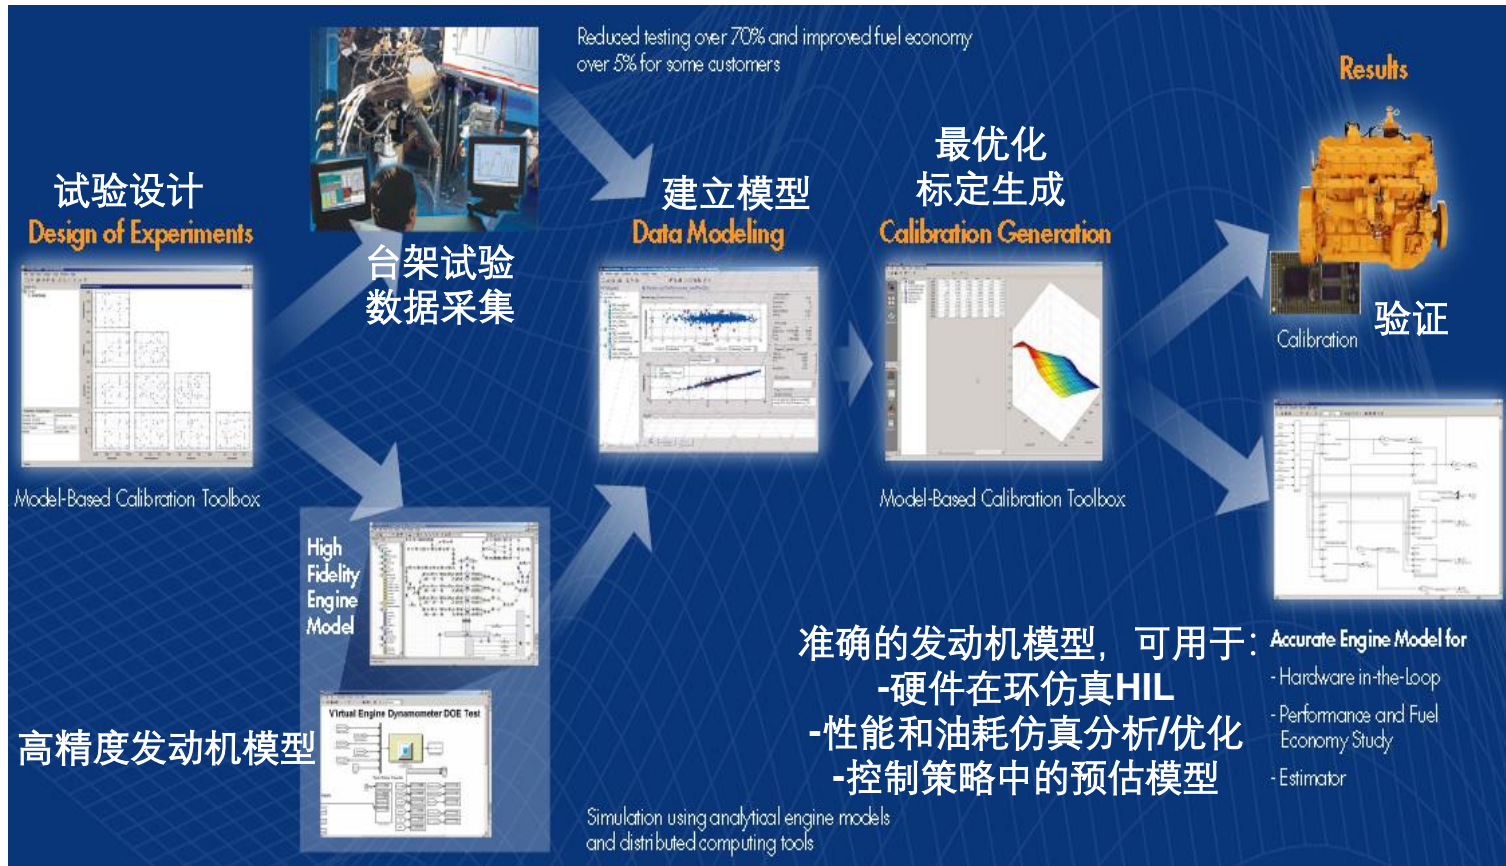 Reduced testing over 70% and improved fuel economy
over 5% for some customers
试验设计
Design of Experiments
Model-Based Calibration Toolbox
台架试验
数据采集
High
Fidelity
Engine
Model
Virtual Engine Dynamometer DOE Test
高精度发动机模型
建立模型
Data Modeling
最优化
标定生成
Calibration Generation
Model-Based Calibration Toolbox
Results
验证
Calibration
准确的发动机模型，可用于：
-硬件在环仿真HIL
-性能和油耗仿真分析/优化
-控制策略中的预估模型
Accurate Engine Model for
- Hardware in-the-Loop
- Performance and Fuel
Economy Study
- Estimator
Simulation using analytical engine models
and distributed computing tools